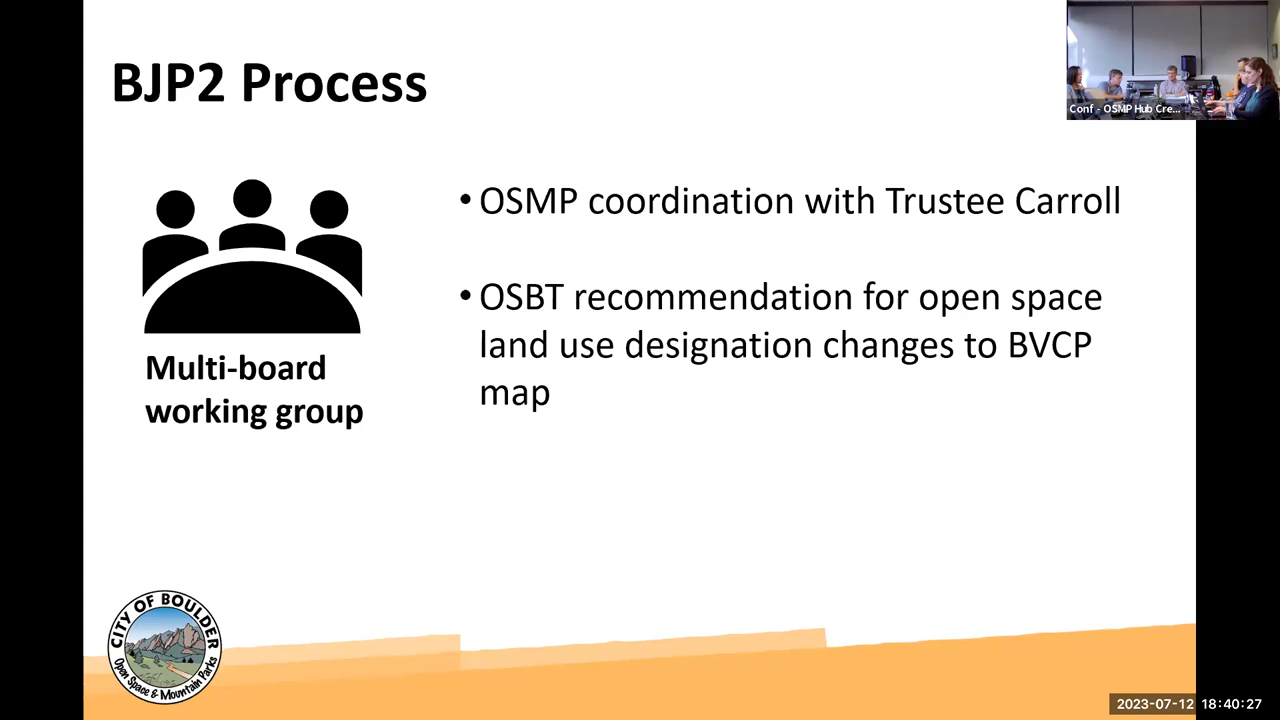 BJP2 Process
Conf - OSMP Hub Cre...
• OSMP coordination with Trustee Carroll
• OSBT recommendation for open space
land use designation changes to BVCP
map
Multi-board
working group
CITY OF BOULDER
Open Space & Mountain Parks
2023-07-12 18:40:27